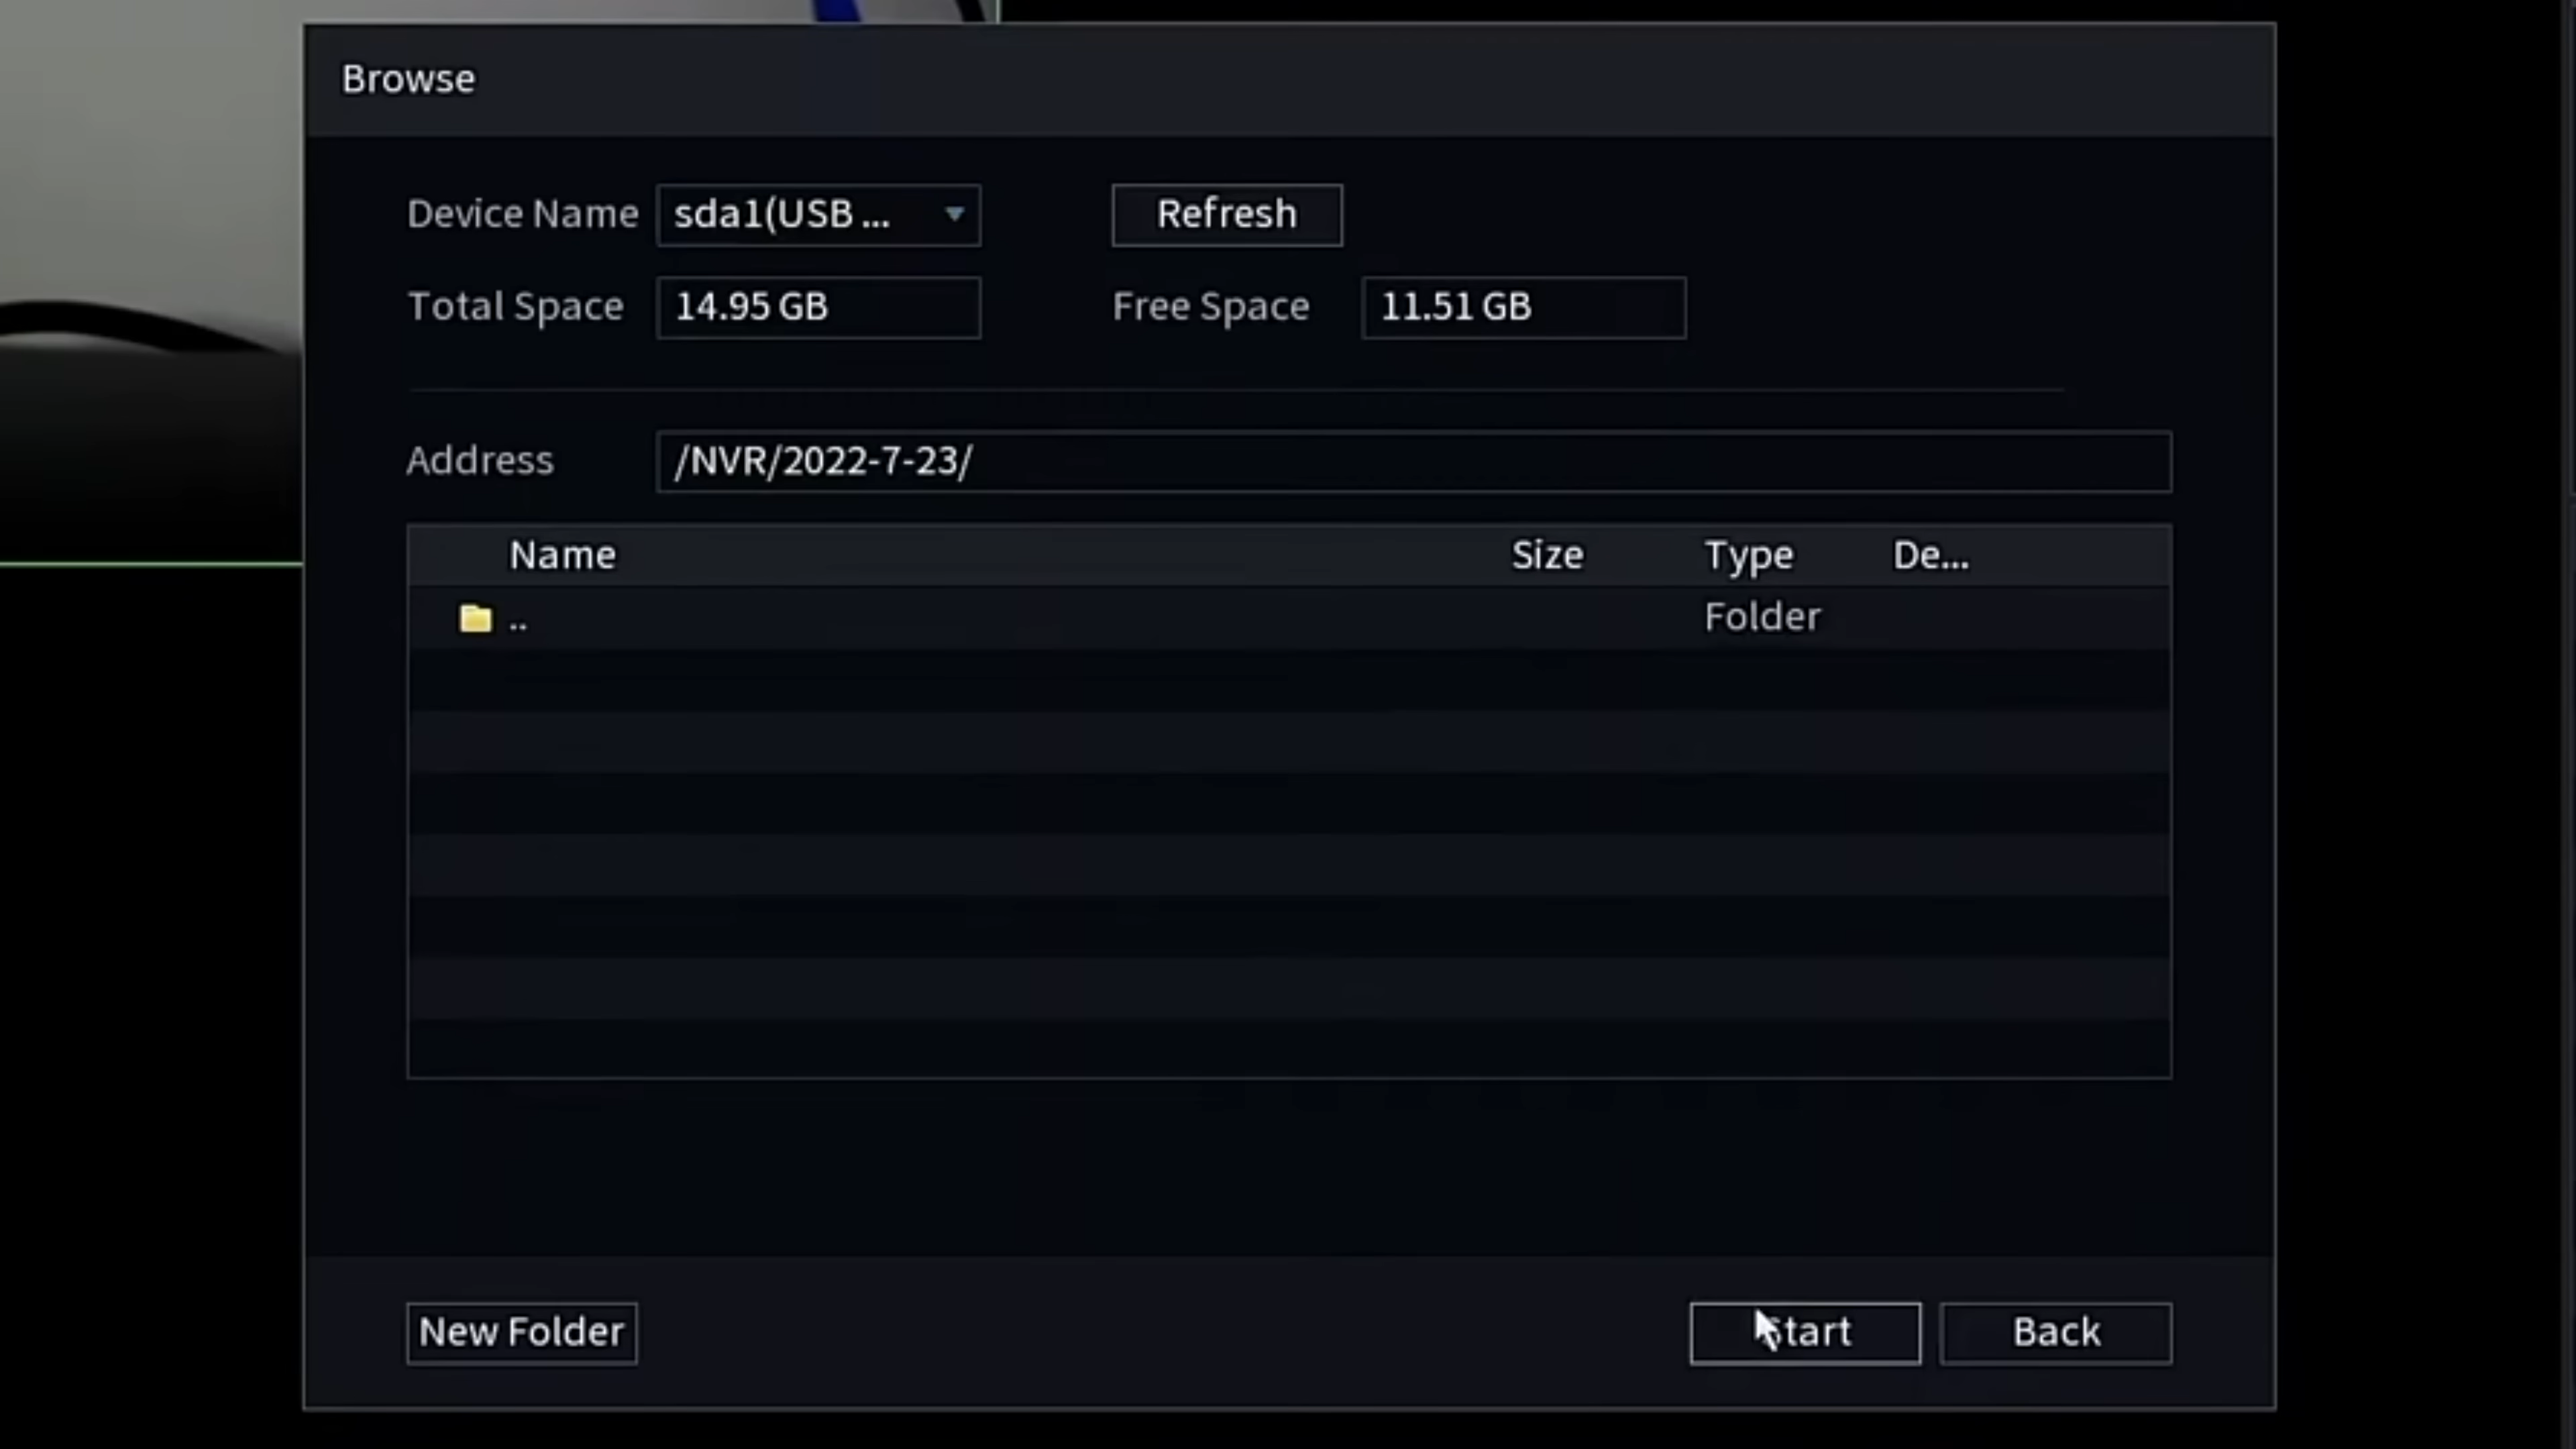 Browse
Device Name sda1(USB ... Refresh
Total Space 14.95 GB Free Space 11.51 GB
Address /NVR/2022-7-23/
Name Size Type De...
.. Folder
New Folder Start Back